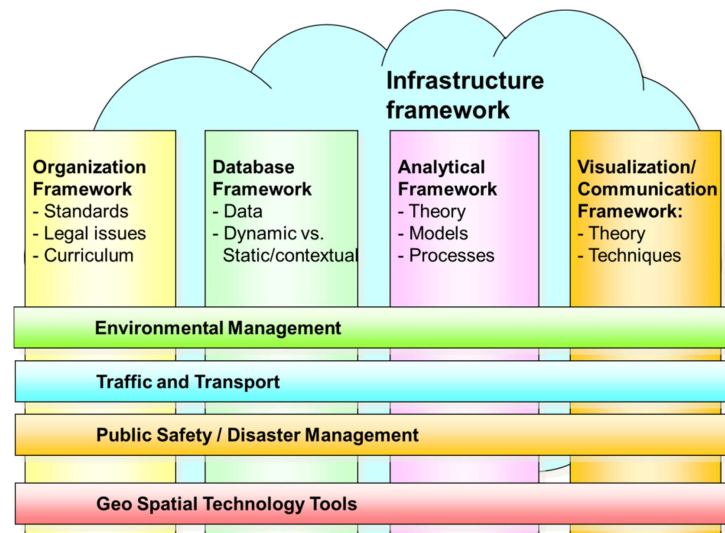 Infrastructure
framework
Organization
Framework
- Standards
- Legal issues
- Curriculum
Database
Framework
- Data
- Dynamic vs.
Static/contextual
Analytical
Framework
- Theory
- Models
- Processes
Visualization/
Communication
Framework:
- Theory
- Techniques
Environmental Management
Traffic and Transport
Public Safety / Disaster Management
Geo Spatial Technology Tools